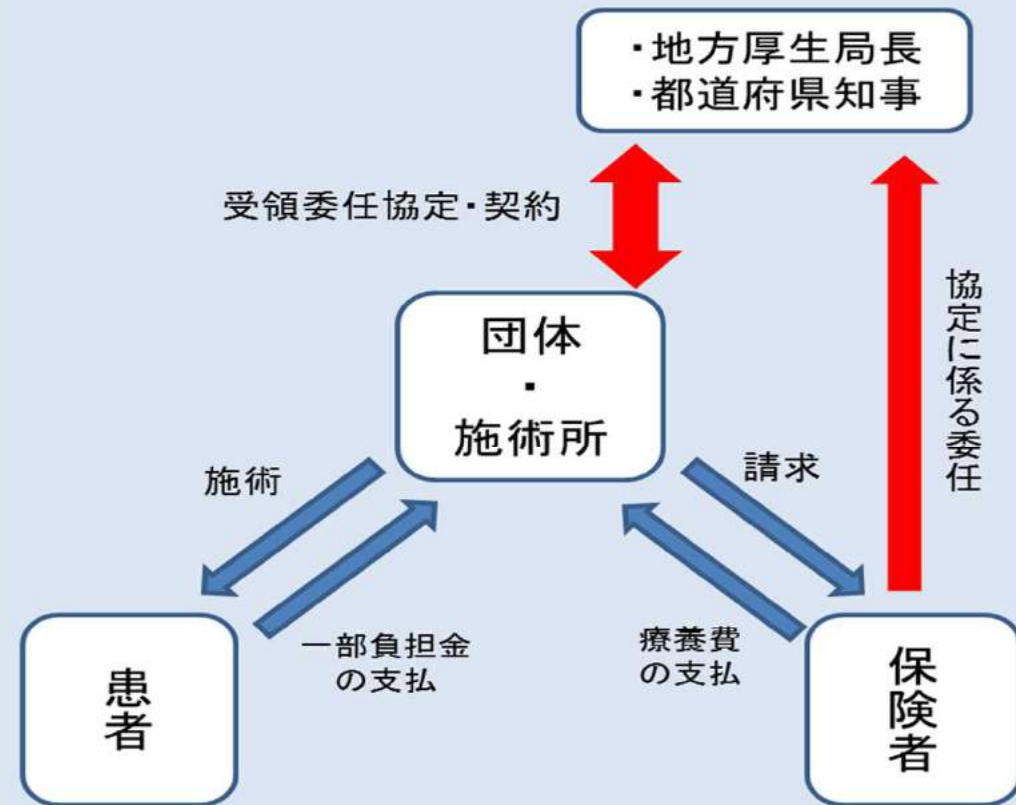 ・地方厚生局長
・都道府県知事
受領委任協定・契約
協定に係る委任
団体
・
施術所
施術
請求
一部負担金
の支払
療養費
の支払
患者
保険者